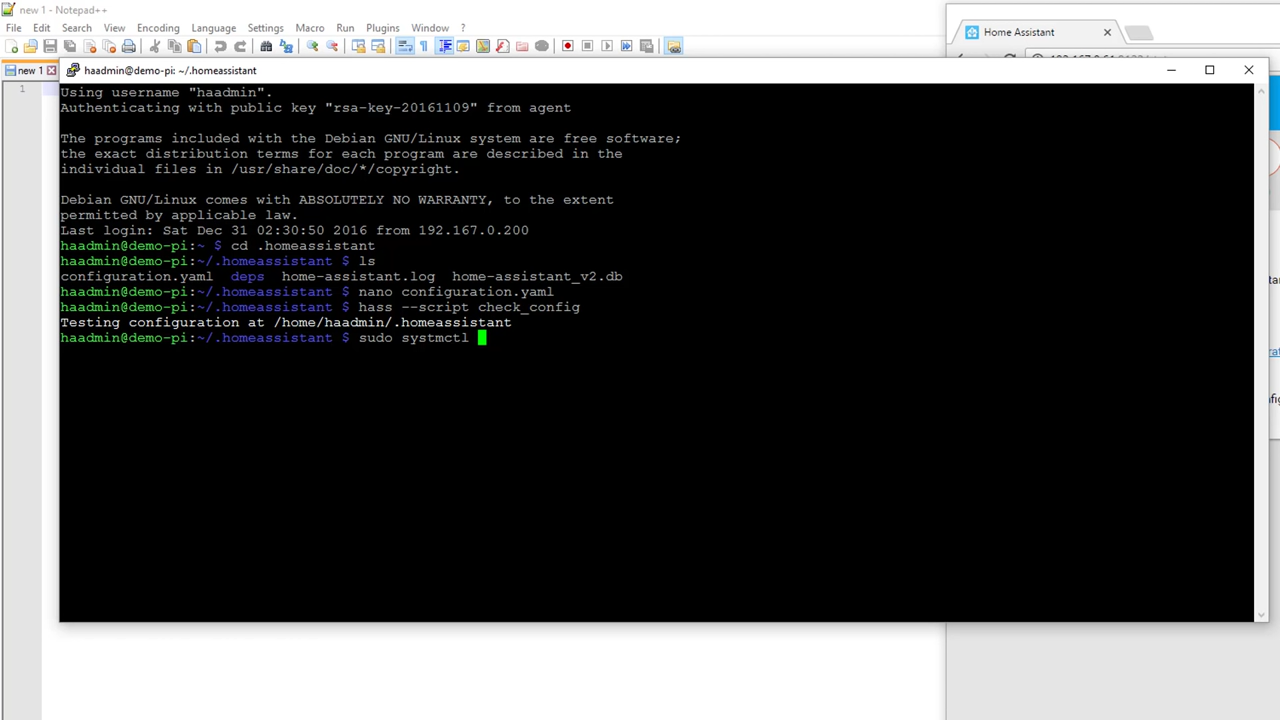 new 1 - Notepad++
File Edit Search View Encoding Language Settings Macro Run Plugins Window ?
new 1
1
Home Assistant
haadmin@demo-pi: ~/.homeassistant
Using username "haadmin".
Authenticating with public key "rsa-key-20161109" from agent
The programs included with the Debian GNU/Linux system are free software;
the exact distribution terms for each program are described in the
individual files in /usr/share/doc/*/copyright.
Debian GNU/Linux comes with ABSOLUTELY NO WARRANTY, to the extent
permitted by applicable law.
Last login: Sat Dec 31 02:30:50 2016 from 192.167.0.200
haadmin@demo-pi:~ $ cd .homeassistant
haadmin@demo-pi:~/.homeassistant $ ls
configuration.yaml deps home-assistant.log home-assistant_v2.db
haadmin@demo-pi:~/.homeassistant $ nano configuration.yaml
haadmin@demo-pi:~/.homeassistant $ hass --script check_config
Testing configuration at /home/haadmin/.homeassistant
haadmin@demo-pi:~/.homeassistant $ sudo systmctl